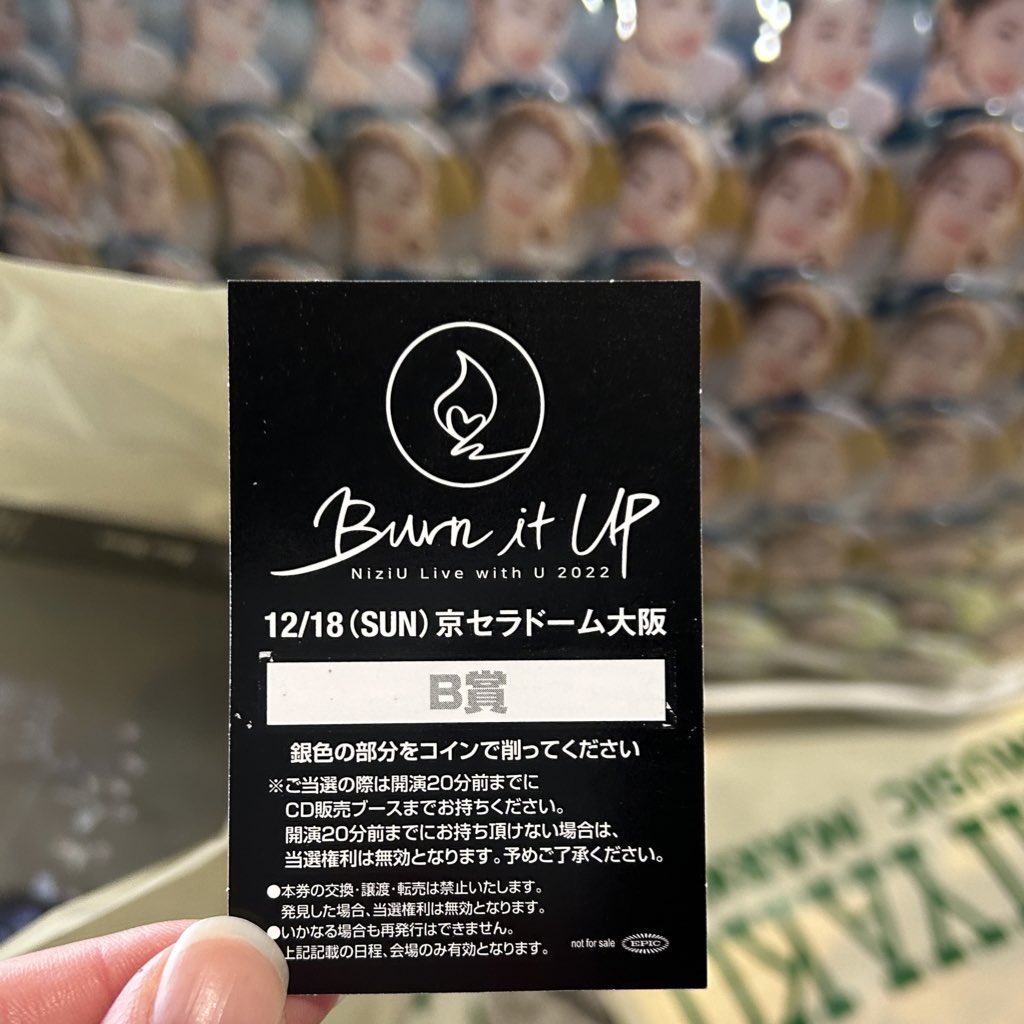 Burn it UP
NiziU Live with U 2022
12/18(SUN)京セラドーム大阪
B賞
銀色の部分をコインで削ってください
※ご当選の際は開演20分前までに
CD販売ブースまでお持ちください。
開演20分前までにお持ち頂けない場合は、
当選権利は無効となります。予めご了承ください。
●本券の交換・譲渡・転売は禁止いたします。
発見した場合、当選権利は無効となります。
●いかなる場合も再発行はできません。
上記記載の日程、会場のみ有効となります。
not for sale EPIC
MUSIC